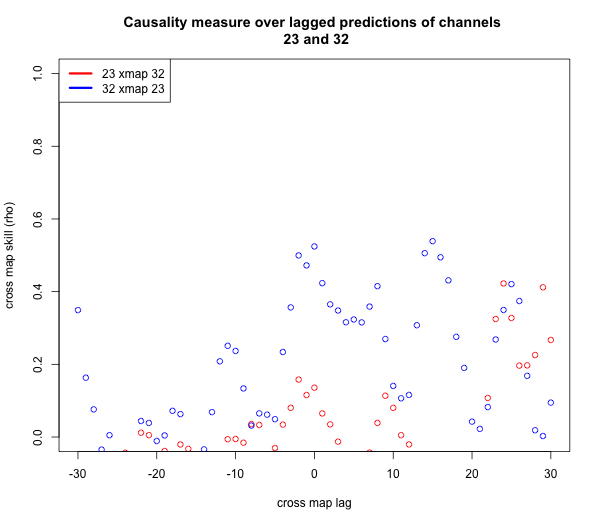 Causality measure over lagged predictions of channels
23 and 32
23 xmap 32
32 xmap 23
1.0
0.8
0.6
0.4
0.2
0.0
cross map skill (rho)
-30
-20
-10
0
10
20
30
cross map lag